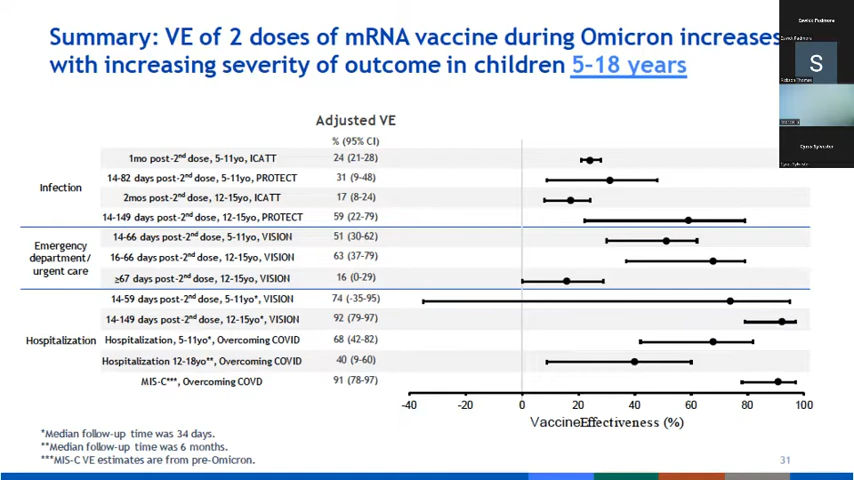 Summary: VE of 2 doses of mRNA vaccine during Omicron increases
with increasing severity of outcome in children 5-18 years
Adjusted VE
% (95% CI)
Infection
1mo post-2nd dose, 5-11yo, ICATT 24 (21-28)
14-82 days post-2nd dose, 5-11yo, PROTECT 31 (9-48)
2mos post-2nd dose, 12-15yo, ICATT 17 (8-24)
14-149 days post-2nd dose, 12-15yo, PROTECT 59 (22-79)
Emergency
department/
urgent care
14-66 days post-2nd dose, 5-11yo, VISION 51 (30-62)
16-66 days post-2nd dose, 12-15yo, VISION 63 (37-79)
≥67 days post-2nd dose, 12-15yo, VISION 16 (0-29)
Hospitalization
14-59 days post-2nd dose, 5-11yo*, VISION 74 (-35-95)
14-149 days post-2nd dose, 12-15yo*, VISION 92 (79-97)
Hospitalization, 5-11yo*, Overcoming COVID 68 (42-82)
Hospitalization 12-18yo**, Overcoming COVID 40 (9-60)
MIS-C***, Overcoming COVD 91 (78-97)
-40 -20 0 20 40 60 80 100
Vaccine Effectiveness (%)
*Median follow-up time was 34 days.
**Median follow-up time was 6 months.
***MIS-C VE estimates are from pre-Omicron.
31
S
Cyrus Sylvester